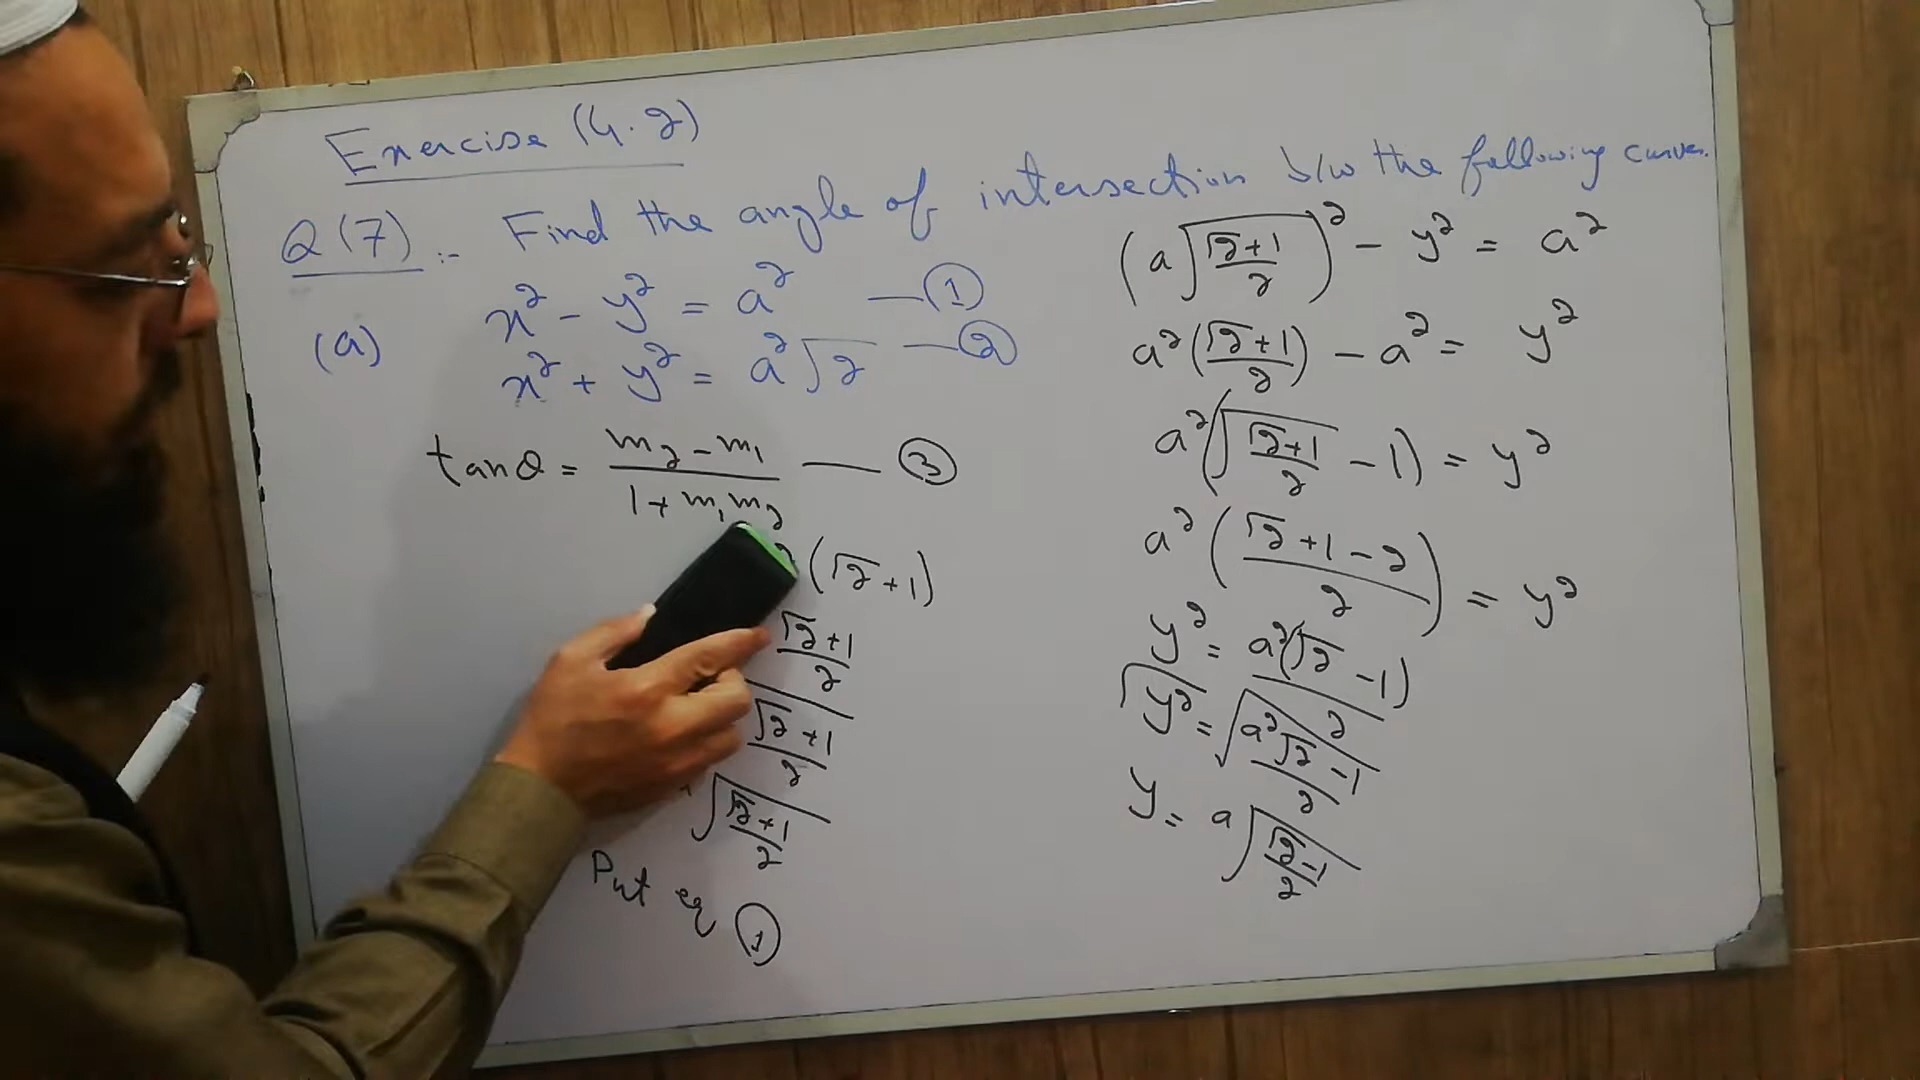 Exercise (4.2)
Q(7) :- Find the angle of intersection b/w the following curves.
(a) x² - y² = a² — ①
x² + y² = a²√2 — ②
tanθ = (m₂ - m₁)/(1 + m₁m₂) — ③
(√2 + 1)
(√2 + 1)/2
(√2 + 1)/2
√((√2 + 1)/2)
Put eq ①
(a√((√2+1)/2))² - y² = a²
a²((√2+1)/2) - a² = y²
a²(√((√2+1)/2) - 1) = y²
a²((√2 + 1 - 2)/2) = y²
y² = a²(√2 - 1)/2
√y² = √(a²(√2 - 1)/2)
y = a√((√2 - 1)/2)